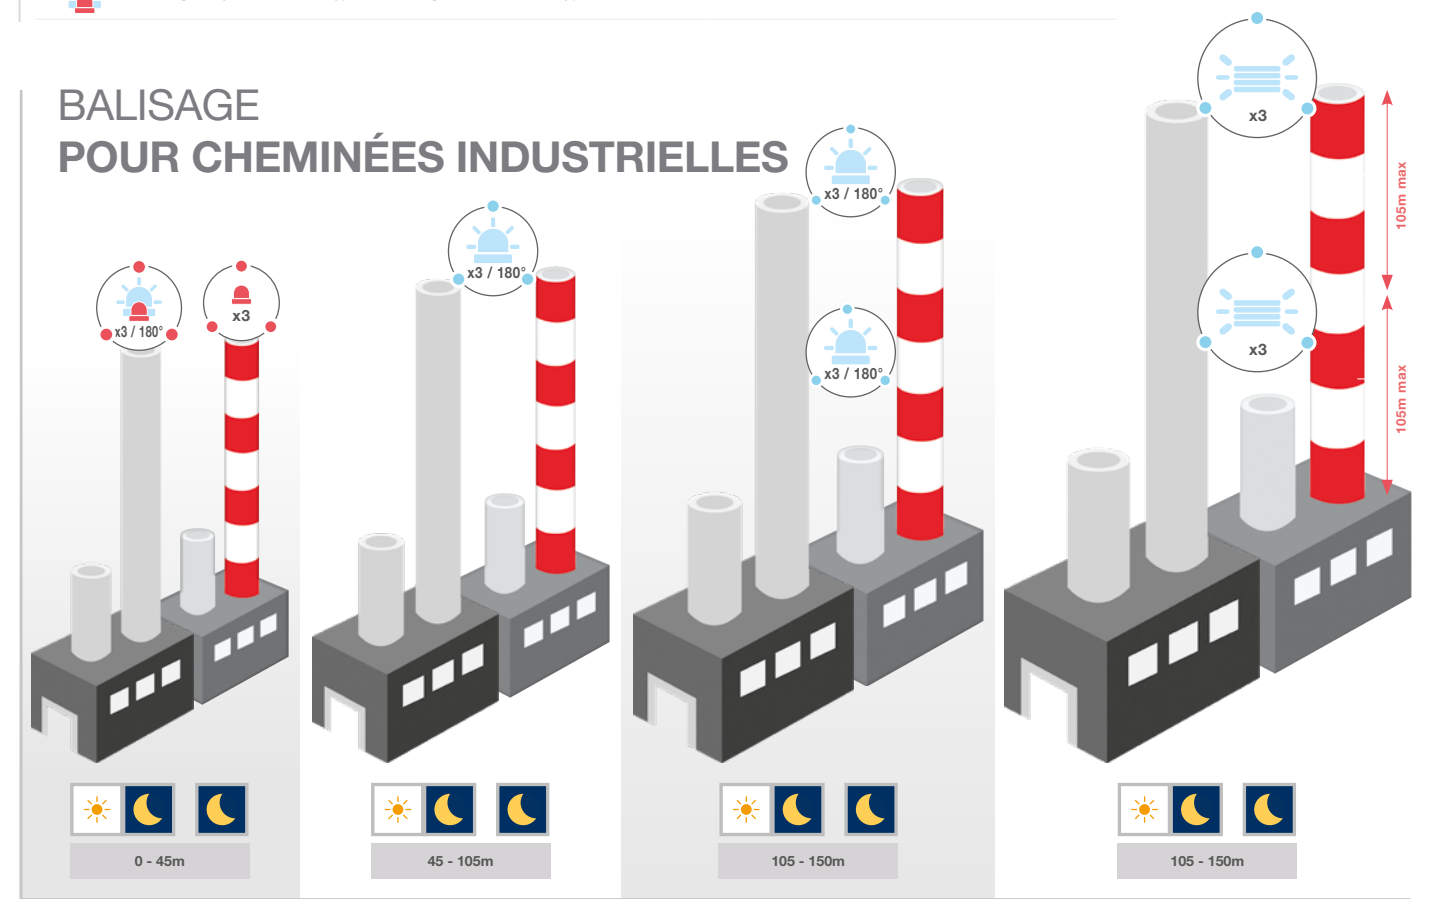 BALISAGE
POUR CHEMINÉES INDUSTRIELLES
x3 / 180°
x3
x3 / 180°
x3 / 180°
x3 / 180°
x3
x3
105m max
105m max
0 - 45m
45 - 105m
105 - 150m
105 - 150m